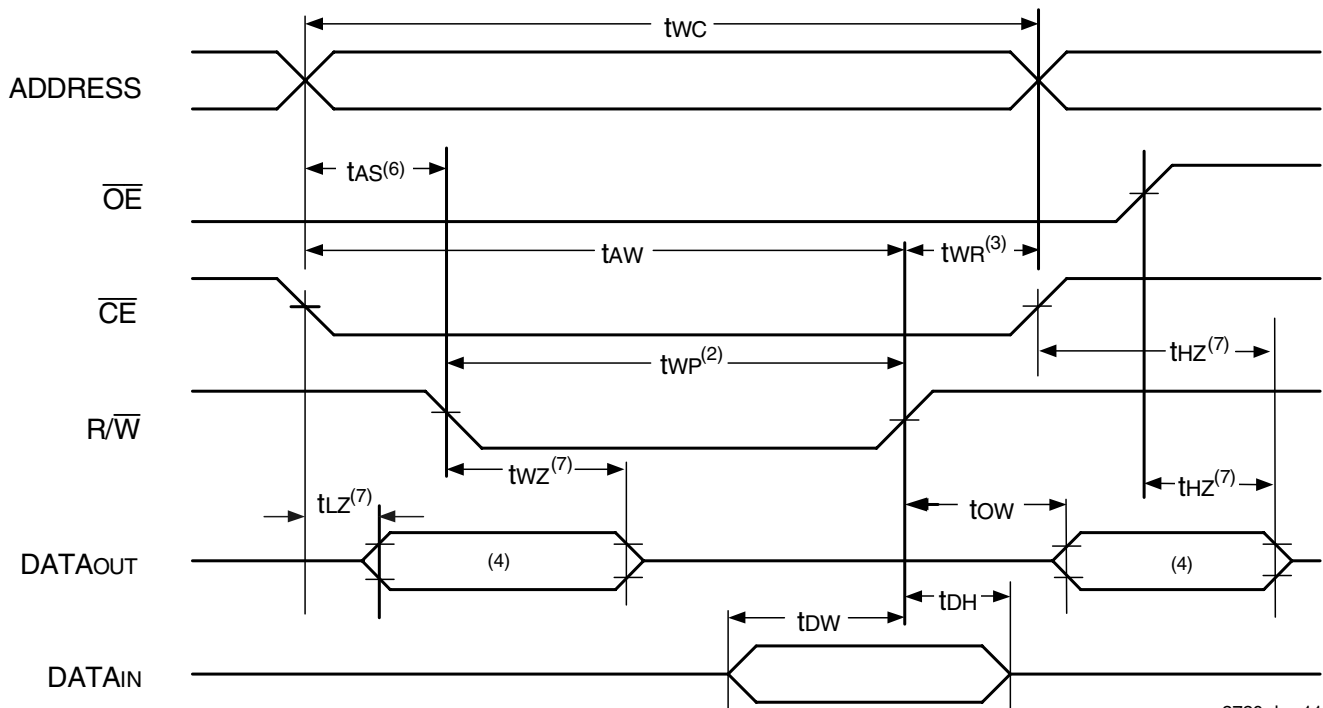 tWC
ADDRESS
tAS(6)
OE
tAW
tWR(3)
CE
tWP(2)
tHZ(7)
R/W
tWZ(7)
tLZ(7)
tHZ(7)
tOW
DATAOUT
(4)
(4)
tDW
tDH
DATAIN